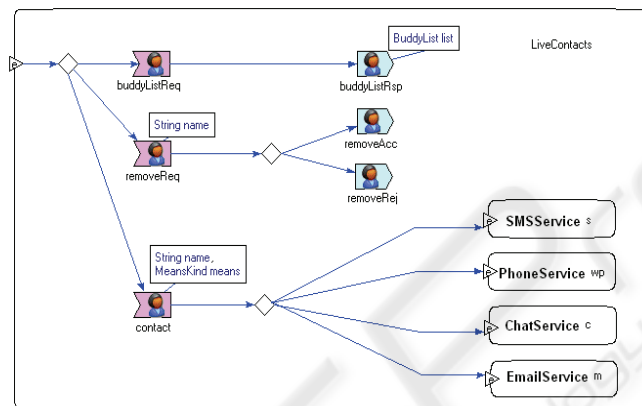 BuddyList list
LiveContacts
e
buddyListReq
buddyListRsp
String name
removeReq
removeAcc
removeRej
String name,
MeansKind means
contact
e SMSService s
e PhoneService wp
e ChatService c
e EmailService m